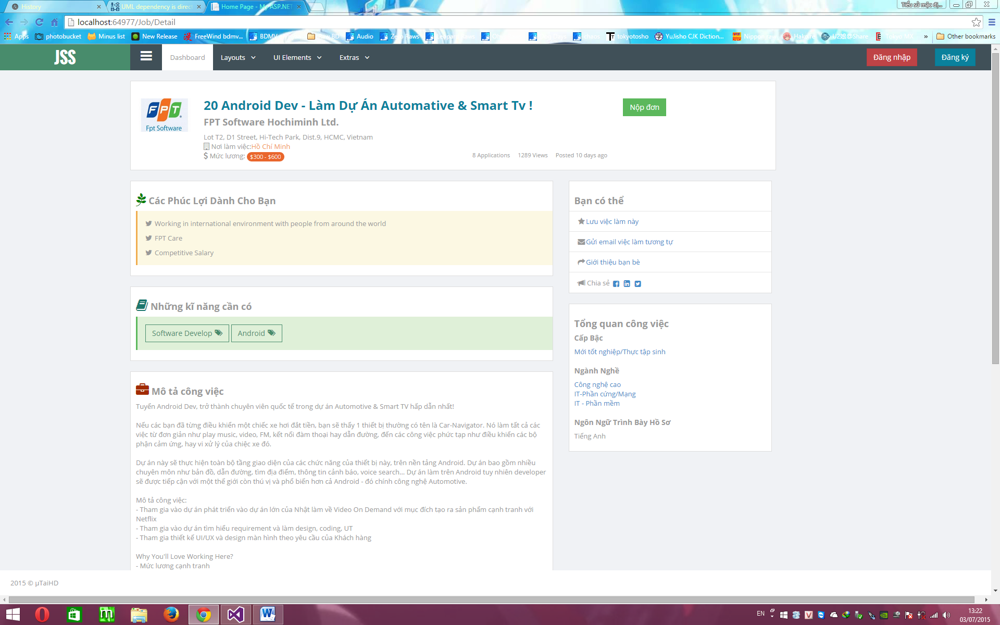 History
UML dependency is direc
Home Page - My ASP.NET
Tiểu sử mặc đị...
localhost:64977/Job/Detail
Apps
photobucket
Minus list
New Release
FreeWind bdmv...
BDMV
BD
Audio
Zero Raws
tokyotosho
YuJisho CJK Diction...
Nippon
U2娘@Share
Tokyo MX
»
Other bookmarks
JSS
Dashboard
Layouts
UI Elements
Extras
Đăng nhập
Đăng ký
FPT
Fpt Software
20 Android Dev - Làm Dự Án Automative & Smart Tv !
Nộp đơn
FPT Software Hochiminh Ltd.
Lot T2, D1 Street, Hi-Tech Park, Dist.9, HCMC, Vietnam
Nơi làm việc:Hồ Chí Minh
Mức lương: $300 - $600
8 Applications 1289 Views Posted 10 days ago
Các Phúc Lợi Dành Cho Bạn
Working in international environment with people from around the world
FPT Care
Competitive Salary
Những kĩ năng cần có
Software Develop
Android
Mô tả công việc
Tuyển Android Dev, trở thành chuyên viên quốc tế trong dự án Automotive & Smart TV hấp dẫn nhất!
Nếu các bạn đã từng điều khiển một chiếc xe hơi đắt tiền, bạn sẽ thấy 1 thiết bị thường có tên là Car-Navigator. Nó làm tất cả các
việc từ đơn giản như play music, video, FM, kết nối đàm thoại hay dẫn đường, đến các công việc phức tạp như điều khiển các bộ
phận cảm ứng, hay vi xử lý của chiệc xe đó.
Dự án này sẽ thực hiện toàn bộ tầng giao diện của các chức năng của thiết bị này, trên nền tảng Android. Dự án bao gồm nhiều
chuyên môn như bản đồ, dẫn đường, tìm địa điểm, thông tin cảnh báo, voice search... Dự án làm trên Android tuy nhiên developer
sẽ được tiếp cận với một thế giới còn thú vị và phổ biến hơn cả Android - đó chính công nghệ Automotive.
Mô tả công việc:
- Tham gia vào dự án phát triển vào dự án lớn của Nhật làm về Video On Demand với mục đích tạo ra sản phẩm cạnh tranh với
Netflix
- Tham gia vào dự án tìm hiểu requirement và làm design, coding, UT
- Tham gia thiết kế UI/UX và design màn hình theo yêu cầu của Khách hàng
Why You'll Love Working Here?
- Mức lương cạnh tranh
Bạn có thể
Lưu việc làm này
Gửi email việc làm tương tự
Giới thiệu bạn bè
Chia sẻ
Tổng quan công việc
Cấp Bậc
Mới tốt nghiệp/Thực tập sinh
Ngành Nghề
Công nghệ cao
IT-Phần cứng/Mạng
IT - Phần mềm
Ngôn Ngữ Trình Bày Hồ Sơ
Tiếng Anh
2015 © µTaiHD
EN
13:22
03/07/2015